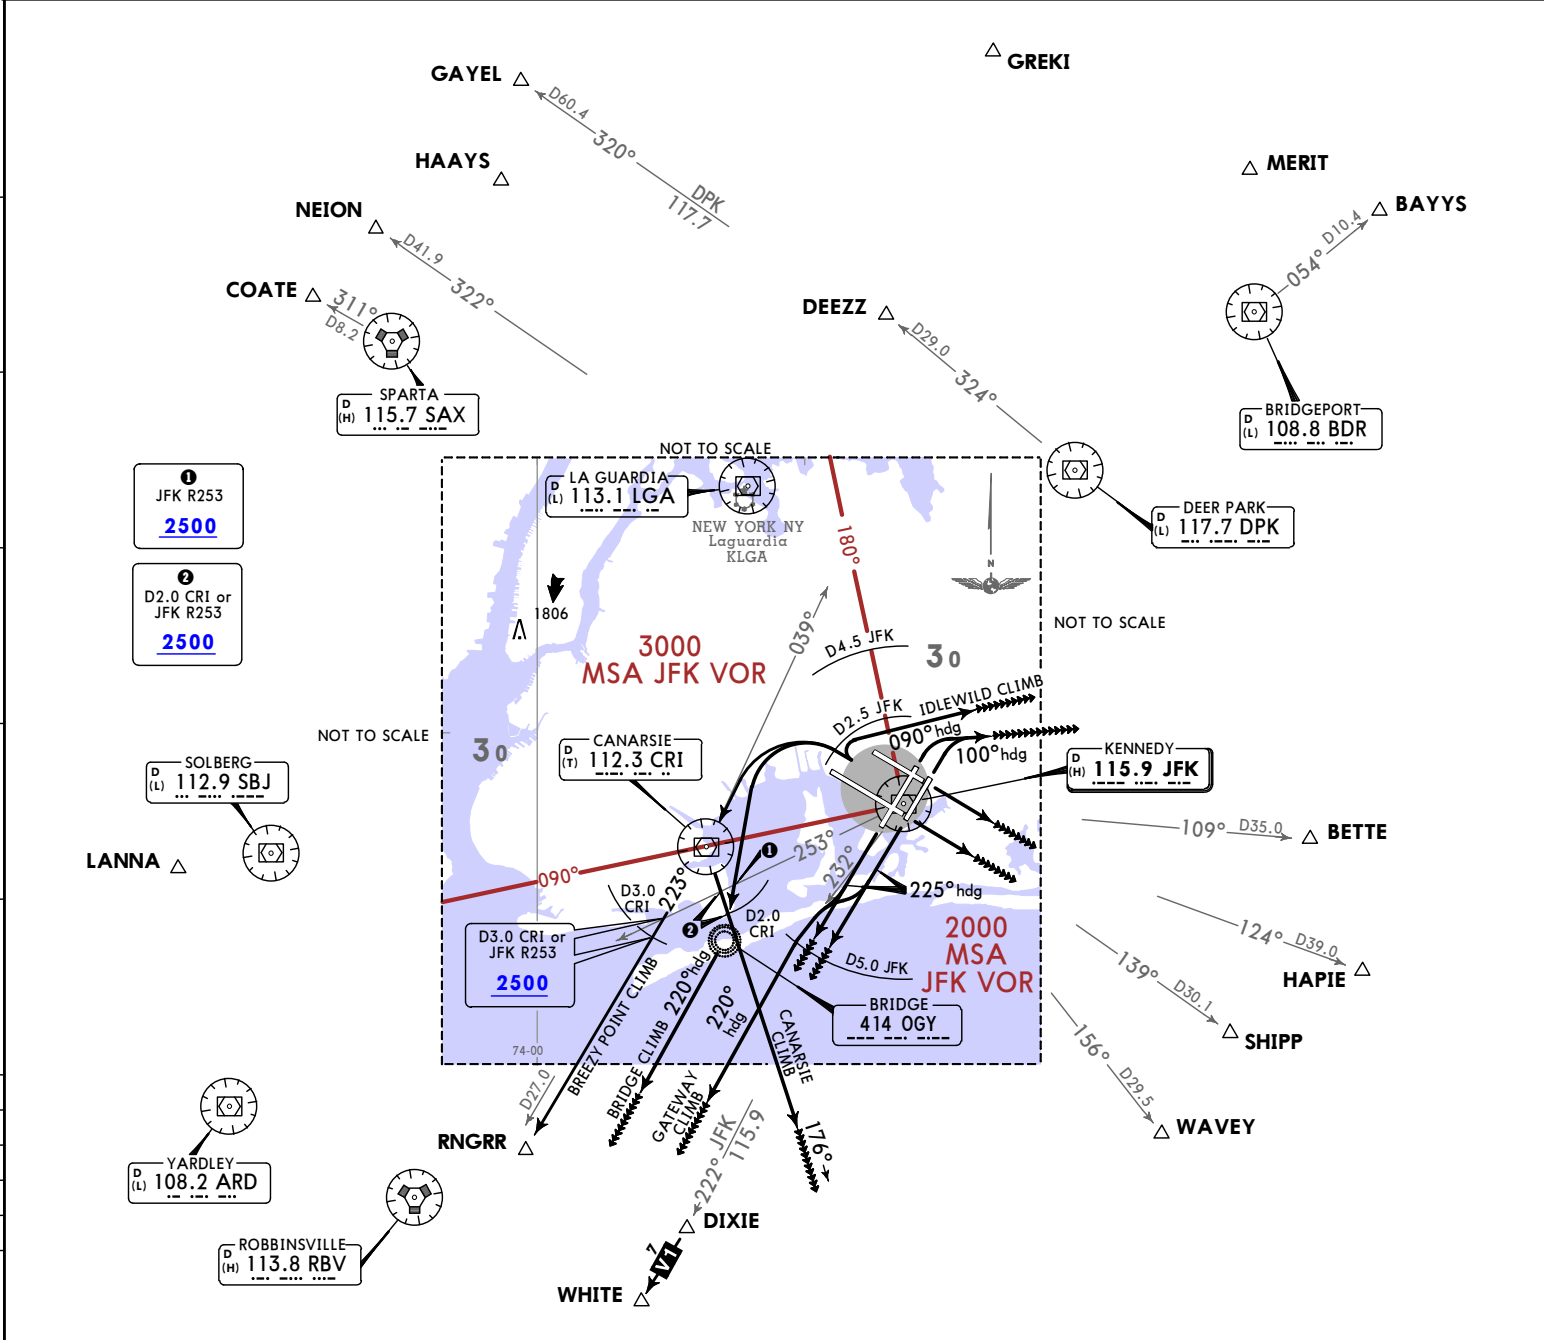 GREKI
GAYEL
D60.4
320°
DPK
117.7
HAAYS
MERIT
BAYYS
D10.4
054°
NEION
D41.9
322°
COATE
311°
D8.2
DEEZZ
D29.0
324°
SPARTA
D
(H) 115.7 SAX
BRIDGEPORT
D
(L) 108.8 BDR
NOT TO SCALE
1
JFK R253
2500
LA GUARDIA
D
(L) 113.1 LGA
NEW YORK NY
Laguardia
KLGA
DEER PARK
D
(L) 117.7 DPK
180°
N
2
D2.0 CRI or
JFK R253
2500
1806
039°
NOT TO SCALE
3000
MSA JFK VOR
D4.5 JFK
30
IDLEWILD CLIMB
D2.5 JFK
090° hdg
100° hdg
NOT TO SCALE
30
CANARSIE
D
(T) 112.3 CRI
KENNEDY
D
(H) 115.9 JFK
SOLBERG
D
(L) 112.9 SBJ
LANNA
109°
D35.0
BETTE
253°
232°
1
090°
223°
D3.0
CRI
225° hdg
D2.0
CRI
2
D3.0 CRI or
JFK R253
2500
2000
MSA
JFK VOR
D5.0 JFK
124°
D39.0
HAPIE
139°
D30.1
SHIPP
BRIDGE
414 OGY
220° hdg
220°
hdg
BREEZY POINT CLIMB
BRIDGE CLIMB
GATEWAY
CLIMB
CANARSIE
CLIMB
74-00
156°
D29.5
WAVEY
D27.0
RNGRR
176°
JFK
115.9
222°
YARDLEY
D
(L) 108.2 ARD
DIXIE
ROBBINSVILLE
D
(H) 113.8 RBV
7
V1
WHITE